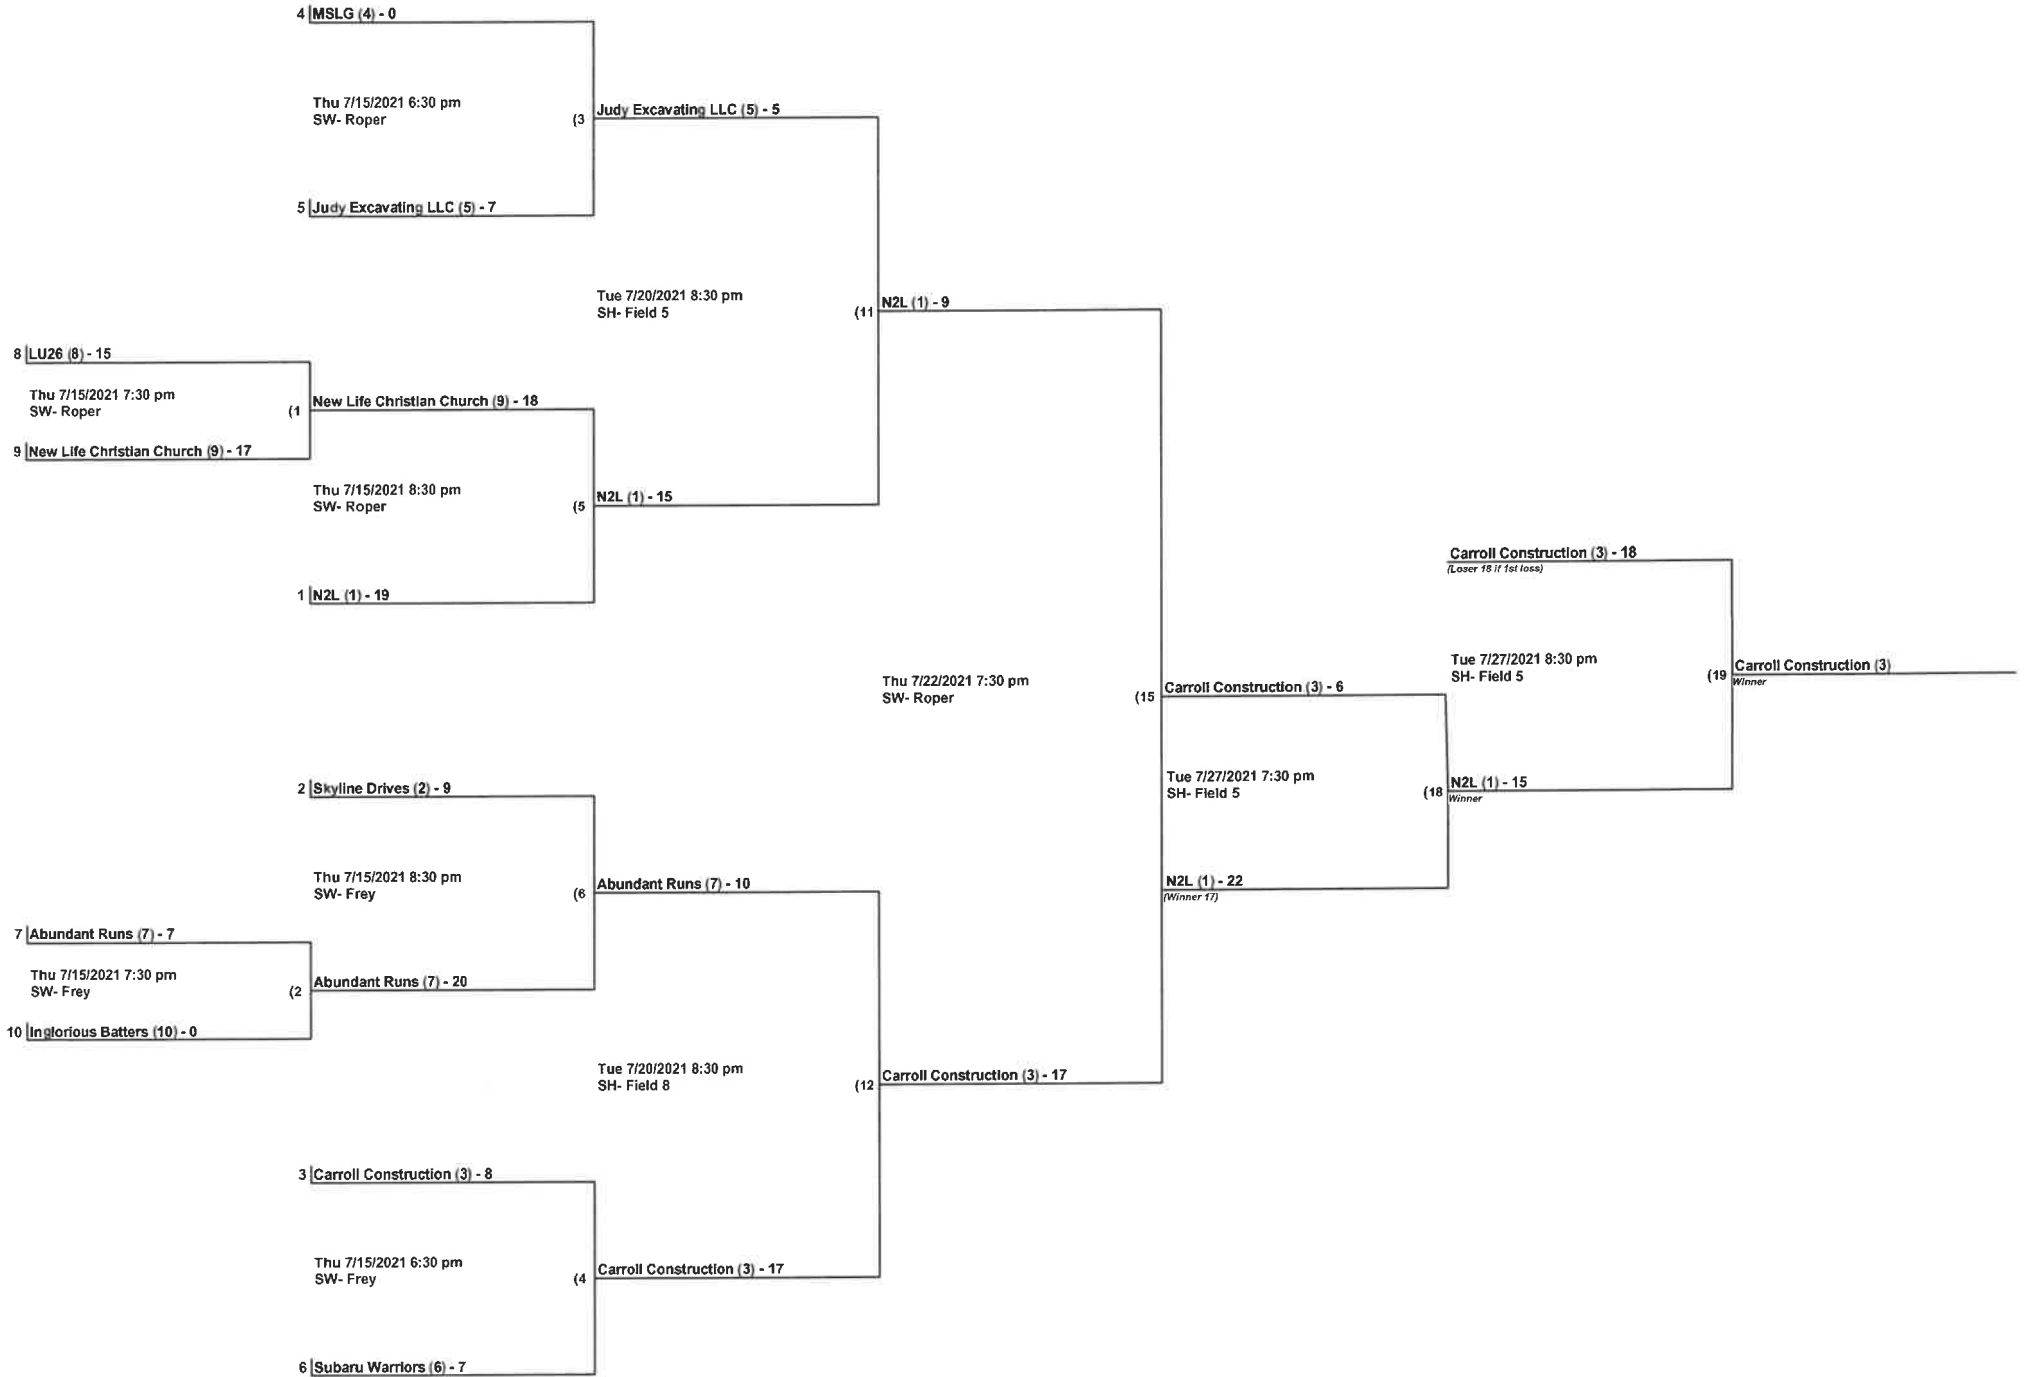 4 MSLG (4) - 0
Thu 7/15/2021 6:30 pm
SW- Roper
(3
Judy Excavating LLC (5) - 5
5 Judy Excavating LLC (5) - 7
Tue 7/20/2021 8:30 pm
SH- Field 5
(11
N2L (1) - 9
8 LU26 (8) - 15
Thu 7/15/2021 7:30 pm
SW- Roper
(1
New Life Christian Church (9) - 18
9 New Life Christian Church (9) - 17
Thu 7/15/2021 8:30 pm
SW- Roper
(5
N2L (1) - 15
1 N2L (1) - 19
Carroll Construction (3) - 18
(Loser 18 if 1st loss)
Tue 7/27/2021 8:30 pm
SH- Field 5
(19
Carroll Construction (3)
Winner
Thu 7/22/2021 7:30 pm
SW- Roper
(15
Carroll Construction (3) - 6
Tue 7/27/2021 7:30 pm
SH- Field 5
(18
N2L (1) - 15
Winner
2 Skyline Drives (2) - 9
Thu 7/15/2021 8:30 pm
SW- Frey
(6
Abundant Runs (7) - 10
N2L (1) - 22
(Winner 17)
7 Abundant Runs (7) - 7
Thu 7/15/2021 7:30 pm
SW- Frey
(2
Abundant Runs (7) - 20
10 Inglorious Batters (10) - 0
Tue 7/20/2021 8:30 pm
SH- Field 8
(12
Carroll Construction (3) - 17
3 Carroll Construction (3) - 8
Thu 7/15/2021 6:30 pm
SW- Frey
(4
Carroll Construction (3) - 17
6 Subaru Warriors (6) - 7